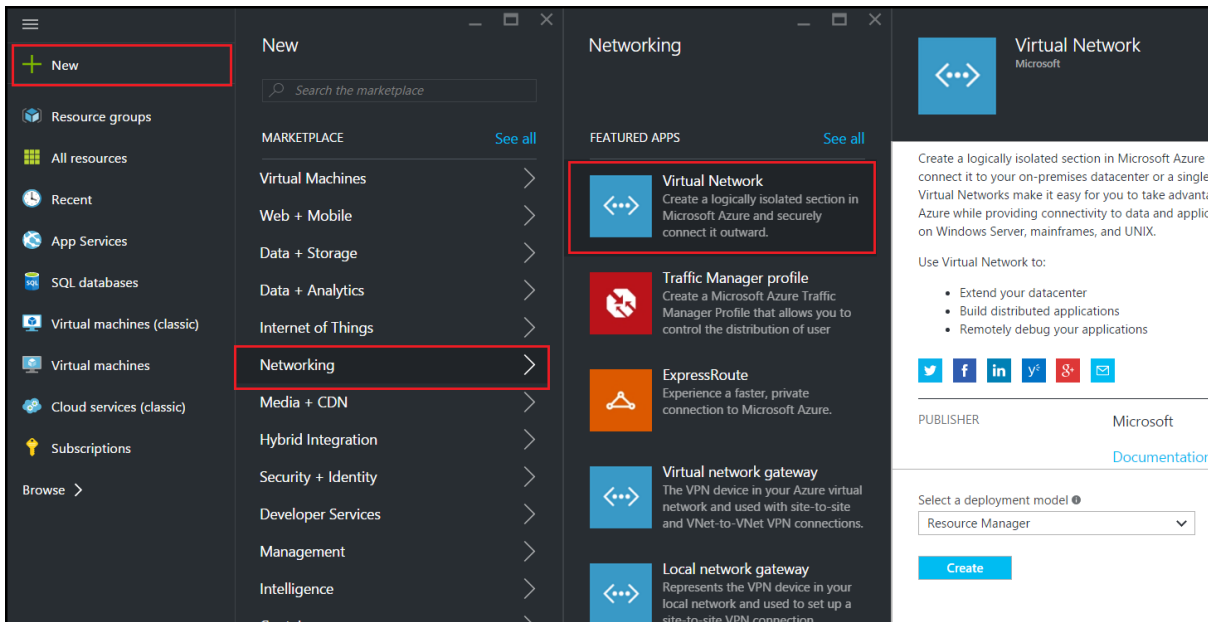 New
Resource groups
All resources
Recent
App Services
SQL databases
Virtual machines (classic)
Virtual machines
Cloud services (classic)
Subscriptions
Browse
New
Search the marketplace
MARKETPLACE
See all
Virtual Machines
Web + Mobile
Data + Storage
Data + Analytics
Internet of Things
Networking
Media + CDN
Hybrid Integration
Security + Identity
Developer Services
Management
Intelligence
Networking
FEATURED APPS
See all
Virtual Network
Create a logically isolated section in
Microsoft Azure and securely
connect it outward.
Traffic Manager profile
Create a Microsoft Azure Traffic
Manager Profile that allows you to
control the distribution of user
ExpressRoute
Experience a faster, private
connection to Microsoft Azure.
Virtual network gateway
The VPN device in your Azure virtual
network and used with site-to-site
and VNet-to-VNet VPN connections.
Local network gateway
Represents the VPN device in your
local network and used to set up a
site-to-site VPN connection
Virtual Network
Microsoft
Create a logically isolated section in Microsoft Azure
connect it to your on-premises datacenter or a single
Virtual Networks make it easy for you to take advanta
Azure while providing connectivity to data and applic
on Windows Server, mainframes, and UNIX.
Use Virtual Network to:
• Extend your datacenter
• Build distributed applications
• Remotely debug your applications
PUBLISHER
Microsoft
Documentation
Select a deployment model
Resource Manager
Create